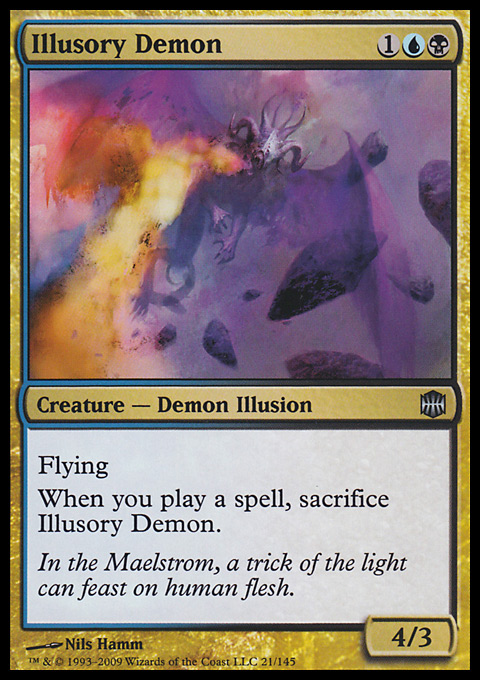 Illusory Demon 1
Creature — Demon Illusion
Flying
When you play a spell, sacrifice
Illusory Demon.
In the Maelstrom, a trick of the light
can feast on human flesh.
Nils Hamm
4/3
™ & © 1993–2009 Wizards of the Coast LLC 21/145